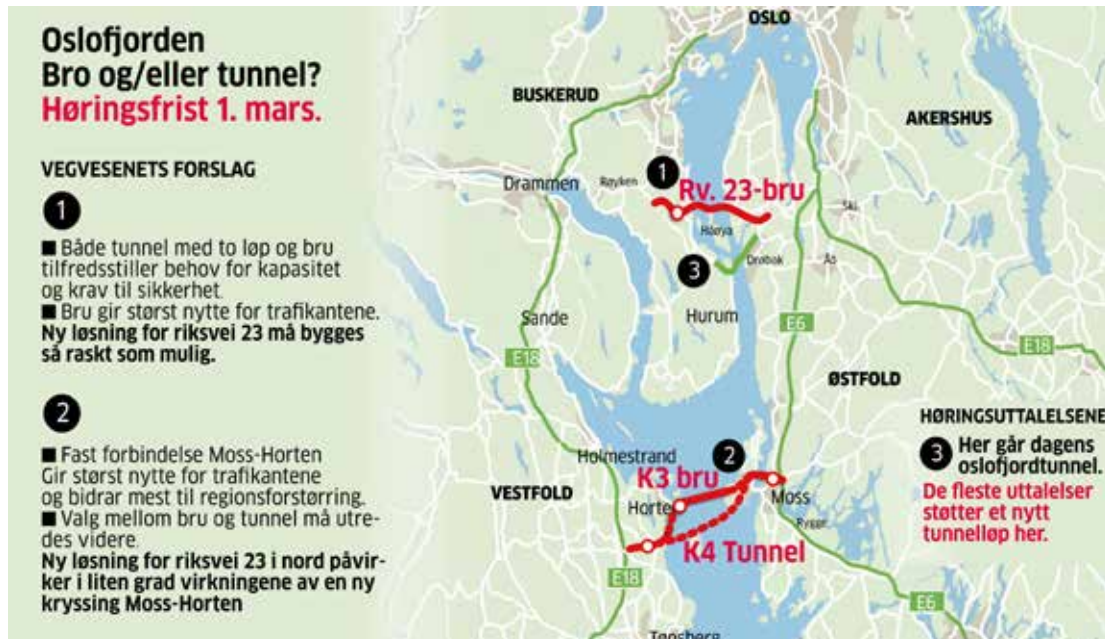 Oslofjorden
Bro og/eller tunnel?
Høringsfrist 1. mars.
VEGVESENETS FORSLAG
1
■ Både tunnel med to løp og bru
tilfredsstiller behov for kapasitet
og krav til sikkerhet.
■ Bru gir størst nytte for trafikantene.
Ny løsning for riksvei 23 må bygges
så raskt som mulig.
2
■ Fast forbindelse Moss-Horten
Gir størst nytte for trafikantene
og bidrar mest til regionsforstørring.
■ Valg mellom bru og tunnel må utre-
des videre.
Ny løsning for riksvei 23 i nord påvir-
ker i liten grad virkningene av en ny
kryssing Moss-Horten
OSLO
BUSKERUD
AKERSHUS
Drammen
Røyken
1
Rv. 23-bru
Ski
Håøya
Drøbak
Ås
3
Sande
Hurum
E6
E18
E18
ØSTFOLD
Holmestrand
2
K3 bru
VESTFOLD
Horte
Moss
Rygge
K4 Tunnel
E18
E6
Tønsberg
HØRINGSUTTALELSENE
3 Her går dagens
oslofjordtunnel.
De fleste uttalelser
støtter et nytt
tunnelløp her.